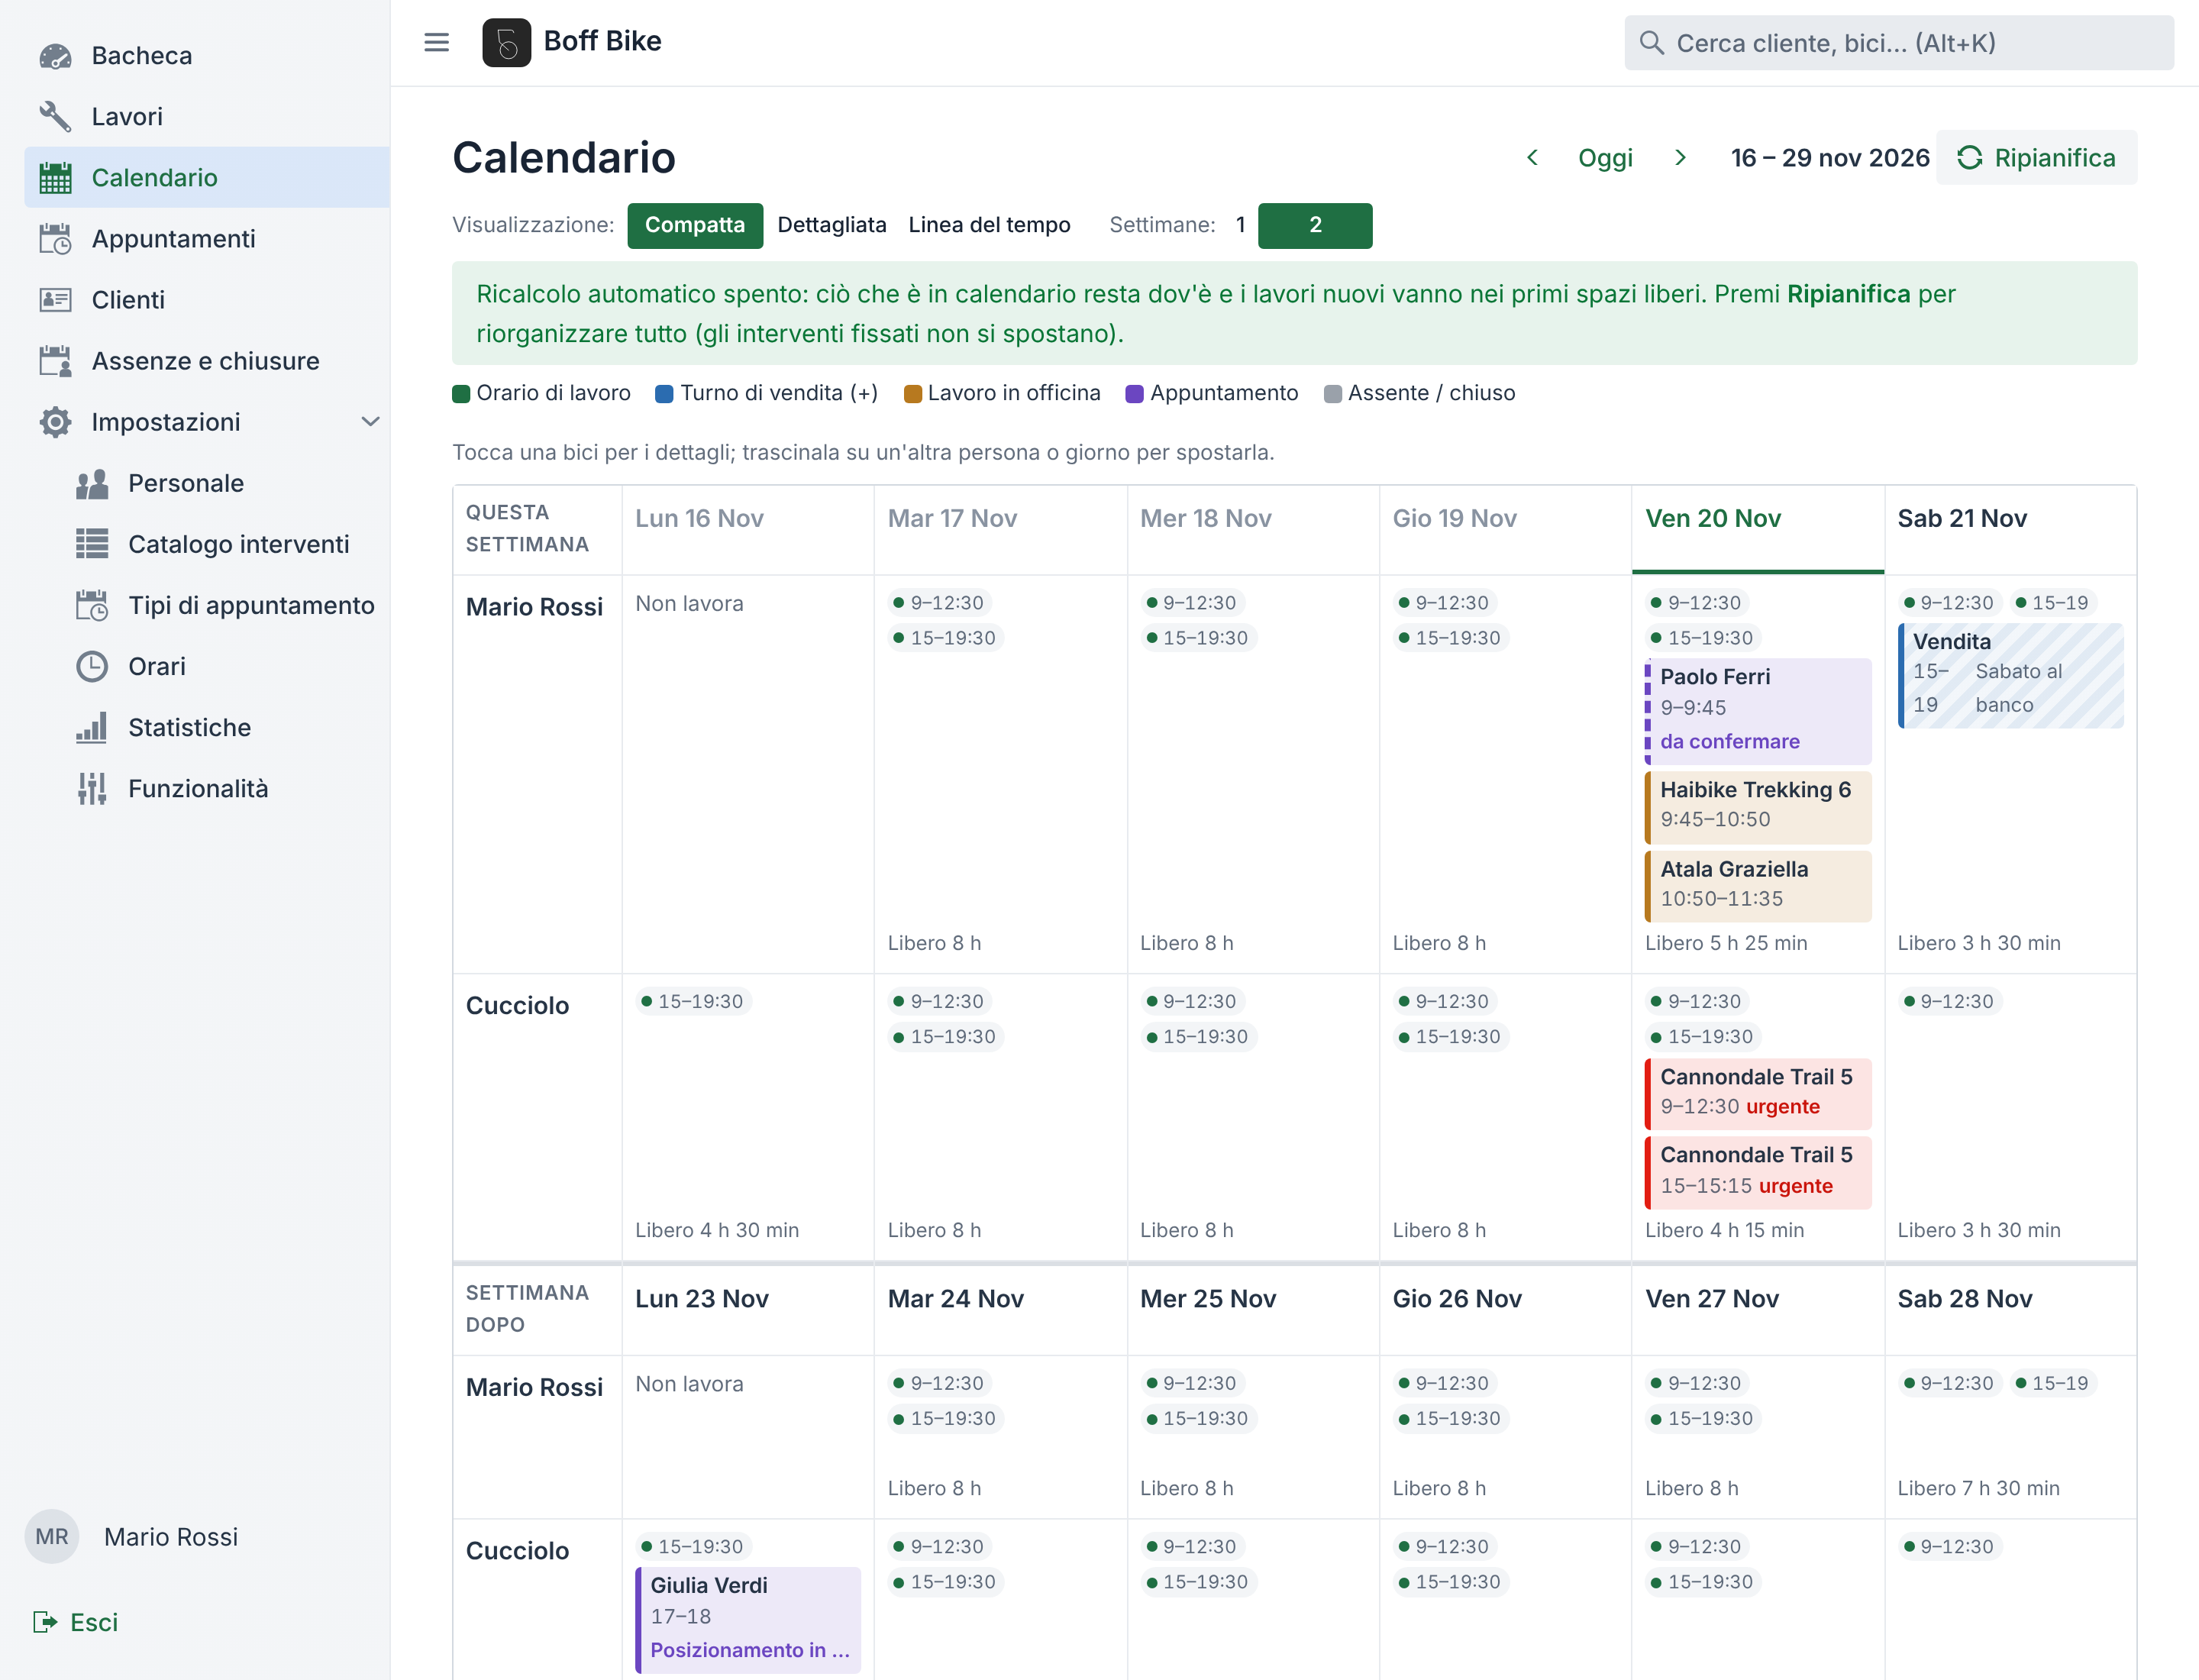 Bacheca
Lavori
Calendario
Appuntamenti
Clienti
Assenze e chiusure
Impostazioni
Personale
Catalogo interventi
Tipi di appuntamento
Orari
Statistiche
Funzionalità
MR Mario Rossi
Esci
Boff Bike
Cerca cliente, bici... (Alt+K)
Calendario
Oggi
16 – 29 nov 2026
Ripianifica
Visualizzazione: Compatta Dettagliata Linea del tempo Settimane: 1 2
Ricalcolo automatico spento: ciò che è in calendario resta dov'è e i lavori nuovi vanno nei primi spazi liberi. Premi Ripianifica per
riorganizzare tutto (gli interventi fissati non si spostano).
Orario di lavoro Turno di vendita (+) Lavoro in officina Appuntamento Assente / chiuso
Tocca una bici per i dettagli; trascinala su un'altra persona o giorno per spostarla.
QUESTA
SETTIMANA
Lun 16 Nov
Mar 17 Nov
Mer 18 Nov
Gio 19 Nov
Ven 20 Nov
Sab 21 Nov
Mario Rossi
Non lavora
9–12:30
15–19:30
Libero 8 h
9–12:30
15–19:30
Libero 8 h
9–12:30
15–19:30
Libero 8 h
9–12:30
15–19:30
Paolo Ferri
9–9:45
da confermare
Haibike Trekking 6
9:45–10:50
Atala Graziella
10:50–11:35
Libero 5 h 25 min
9–12:30 15–19
Vendita
15– Sabato al
19 banco
Libero 3 h 30 min
Cucciolo
15–19:30
Libero 4 h 30 min
9–12:30
15–19:30
Libero 8 h
9–12:30
15–19:30
Libero 8 h
9–12:30
15–19:30
Libero 8 h
9–12:30
15–19:30
Cannondale Trail 5
9–12:30 urgente
Cannondale Trail 5
15–15:15 urgente
Libero 4 h 15 min
9–12:30
Libero 3 h 30 min
SETTIMANA
DOPO
Lun 23 Nov
Mar 24 Nov
Mer 25 Nov
Gio 26 Nov
Ven 27 Nov
Sab 28 Nov
Mario Rossi
Non lavora
9–12:30
15–19:30
Libero 8 h
9–12:30
15–19:30
Libero 8 h
9–12:30
15–19:30
Libero 8 h
9–12:30
15–19:30
Libero 8 h
9–12:30 15–19
Libero 7 h 30 min
Cucciolo
15–19:30
Giulia Verdi
17–18
Posizionamento in ...
9–12:30
15–19:30
9–12:30
15–19:30
9–12:30
15–19:30
9–12:30
15–19:30
9–12:30